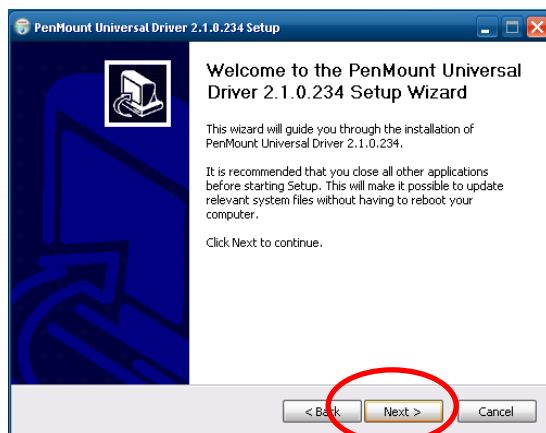 PenMount Universal Driver 2.1.0.234 Setup
Welcome to the PenMount Universal
Driver 2.1.0.234 Setup Wizard
This wizard will guide you through the installation of
PenMount Universal Driver 2.1.0.234.
It is recommended that you close all other applications
before starting Setup. This will make it possible to update
relevant system files without having to reboot your
computer.
Click Next to continue.
< Back Next > Cancel